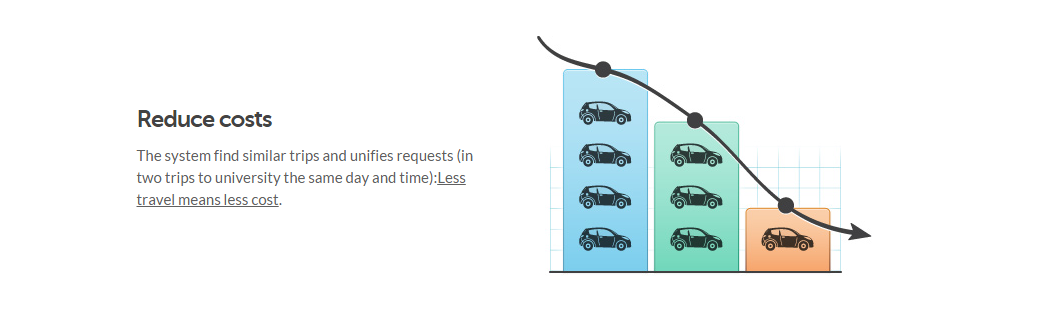 Reduce costs
The system find similar trips and unifies requests (in
two trips to university the same day and time):Less
travel means less cost.